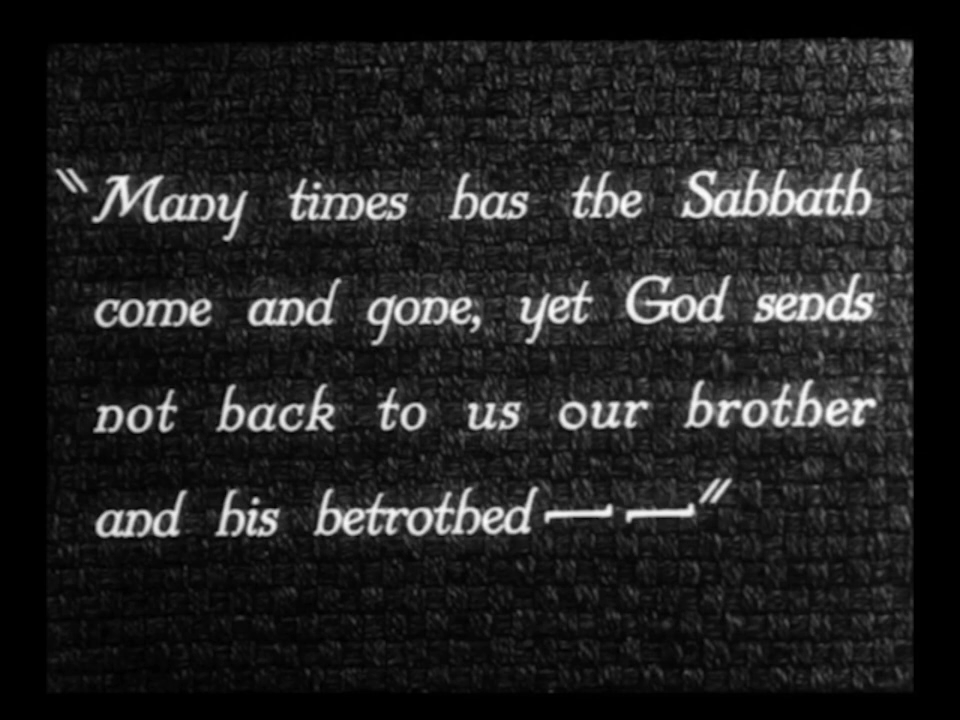 "Many times has the Sabbath
come and gone, yet God sends
not back to us our brother
and his betrothed — —"